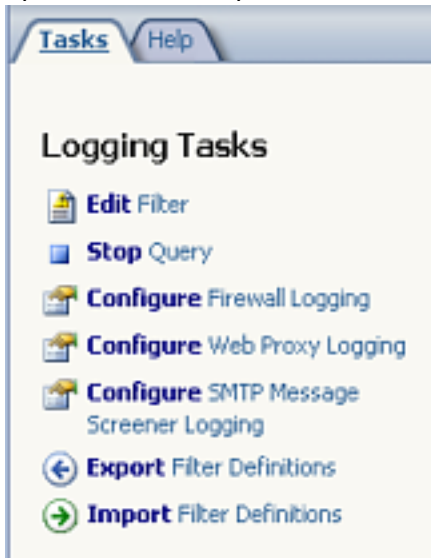 Tasks Help
Logging Tasks
Edit Filter
Stop Query
Configure Firewall Logging
Configure Web Proxy Logging
Configure SMTP Message
Screener Logging
Export Filter Definitions
Import Filter Definitions